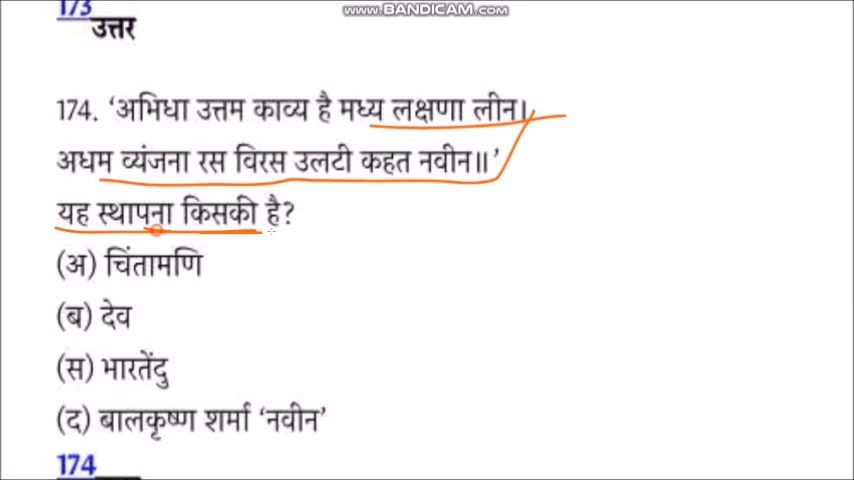 www.BANDICAM.com
173
उत्तर
174. 'अभिधा उत्तम काव्य है मध्य लक्षणा लीन।
अधम व्यंजना रस विरस उलटी कहत नवीन॥'
यह स्थापना किसकी है?
(अ) चिंतामणि
(ब) देव
(स) भारतेंदु
(द) बालकृष्ण शर्मा 'नवीन'
174